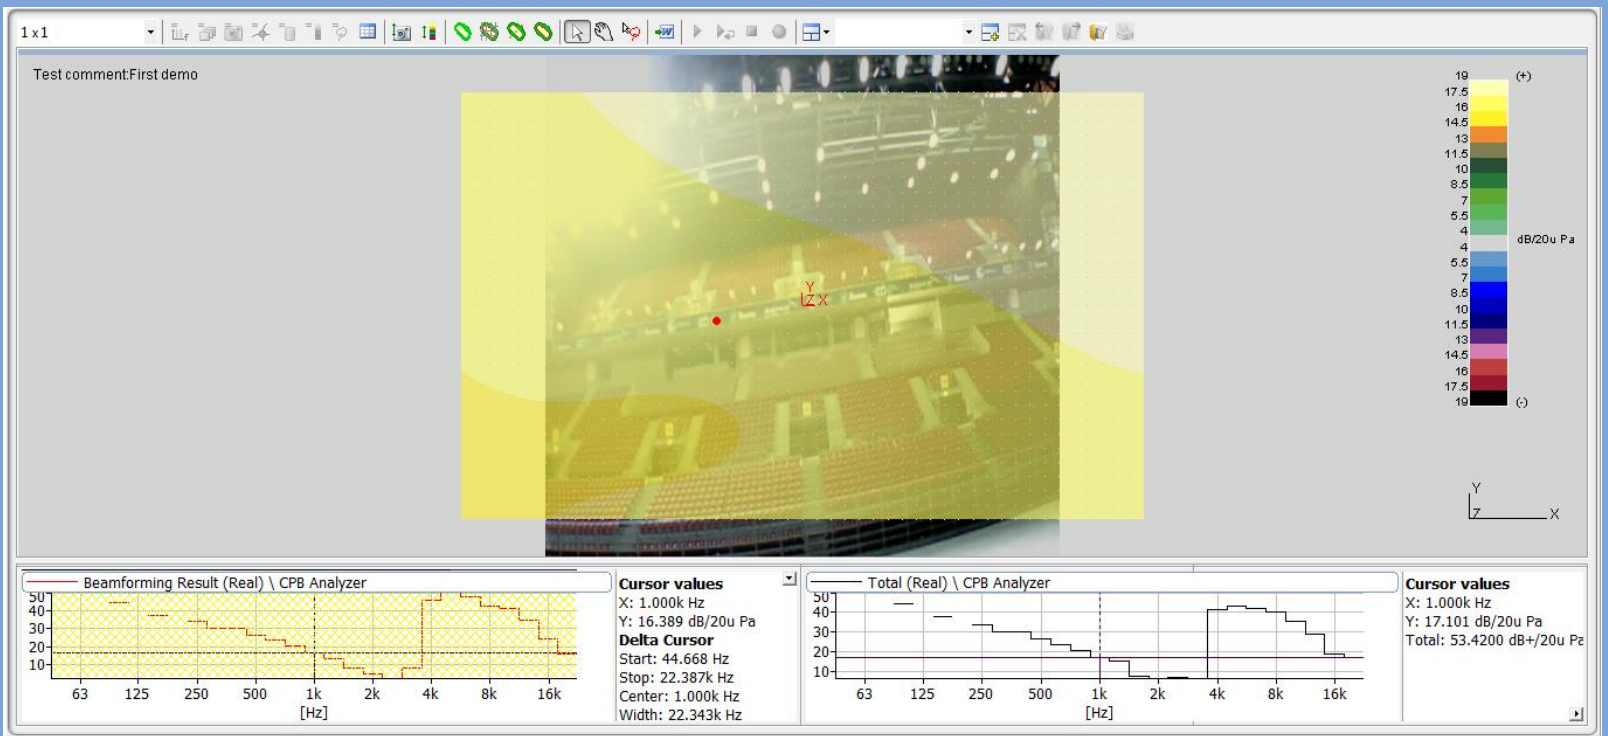 1 x 1
Test comment:First demo
19 (+)
17.5
16
14.5
13
11.5
10
8.5
7
5.5
4
4
dB/20u Pa
5.5
7
8.5
10
11.5
13
14.5
16
17.5
19 (-)
Y
Z X
Y
Z X
Beamforming Result (Real) \ CPB Analyzer
50
40
30
20
10
63 125 250 500 1k 2k 4k 8k 16k
[Hz]
Cursor values
X: 1.000k Hz
Y: 16.389 dB/20u Pa
Delta Cursor
Start: 44.668 Hz
Stop: 22.387k Hz
Center: 1.000k Hz
Width: 22.343k Hz
Total (Real) \ CPB Analyzer
50
40
30
20
10
63 125 250 500 1k 2k 4k 8k 16k
[Hz]
Cursor values
X: 1.000k Hz
Y: 17.101 dB/20u Pa
Total: 53.4200 dB+/20u Pa